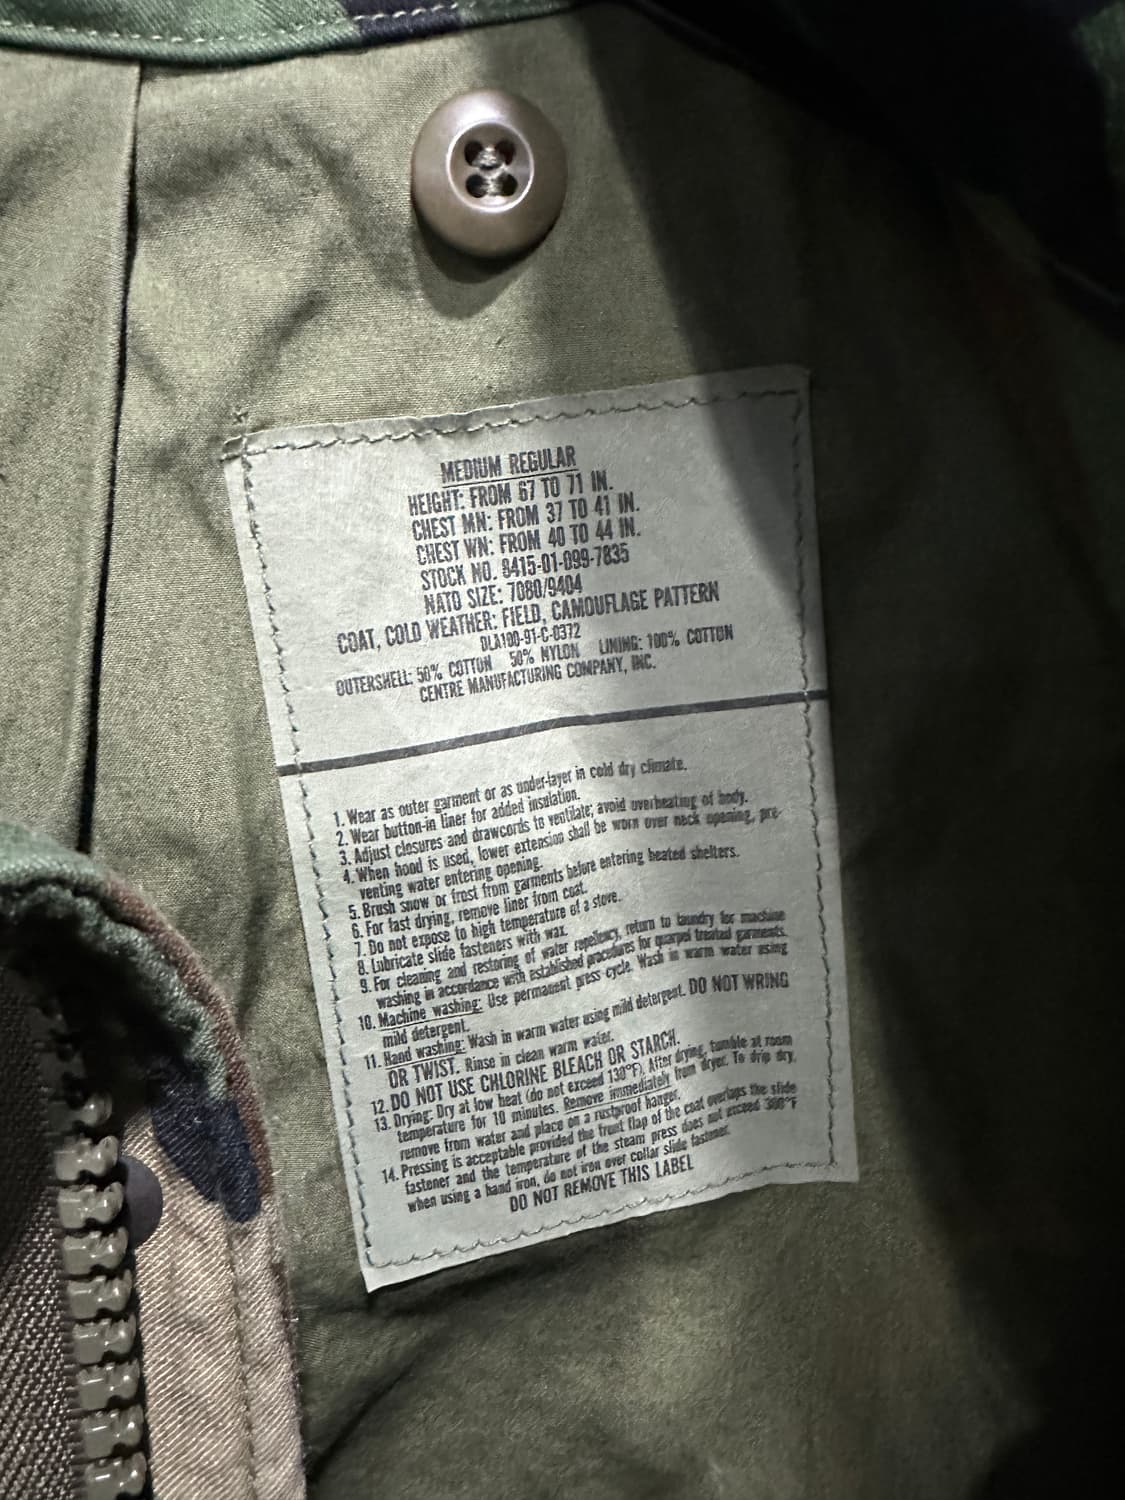 MEDIUM REGULAR
HEIGHT: FROM 67 TO 71 IN.
CHEST MN: FROM 37 TO 41 IN.
CHEST WN: FROM 40 TO 44 IN.
STOCK NO. 8415-01-099-7835
NATO SIZE: 7080/9404
COAT, COLD WEATHER: FIELD, CAMOUFLAGE PATTERN
DLA100-91-C-0372
OUTERSHELL: 50% COTTON 50% NYLON LINING: 100% COTTON
CENTRE MANUFACTURING COMPANY, INC.
1. Wear as outer garment or as under-layer in cold dry climate.
2. Wear button-in liner for added insulation.
3. Adjust closures and drawcords to ventilate; avoid overheating of body.
4. When hood is used, lower extension shall be worn over neck opening, pre-
venting water entering opening.
5. Brush snow or frost from garments before entering heated shelters.
6. For fast drying, remove liner from coat.
7. Do not expose to high temperature of a stove.
8. Lubricate slide fasteners with wax.
9. For cleaning and restoring of water repellency, return to laundry for machine
washing in accordance with established procedures for quarpel treated garments.
10. Machine washing: Use permanent press cycle. Wash in warm water using
mild detergent.
11. Hand washing: Wash in warm water using mild detergent. DO NOT WRING
OR TWIST. Rinse in clean warm water.
12. DO NOT USE CHLORINE BLEACH OR STARCH.
13. Drying: Dry at low heat (do not exceed 130°F). After drying, tumble at room
temperature for 10 minutes. Remove immediately from dryer. To drip dry,
remove from water and place on a rustproof hanger.
14. Pressing is acceptable provided the front flap of the coat overlaps the slide
fastener and the temperature of the steam press does not exceed 300°F
when using a hand iron, do not iron over collar slide fastener.
DO NOT REMOVE THIS LABEL